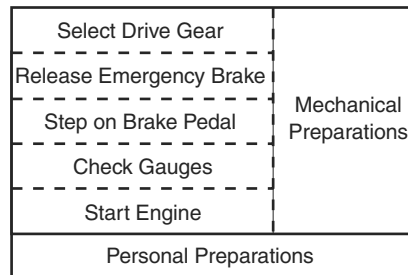 Select Drive Gear
Release Emergency Brake
Step on Brake Pedal
Check Gauges
Start Engine
Mechanical
Preparations
Personal Preparations